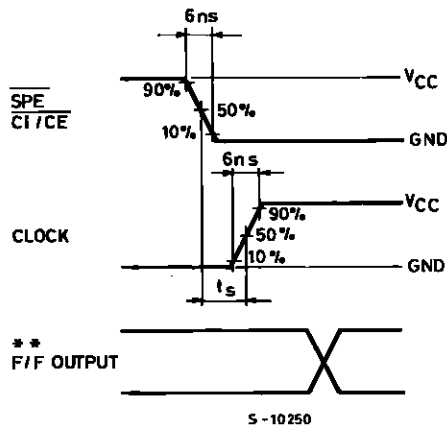 6ns
90%
VCC
SPE
CI/CE
50%
10%
GND
6ns
VCC
90%
CLOCK
50%
10%
GND
ts
**
F/F OUTPUT
S-10250